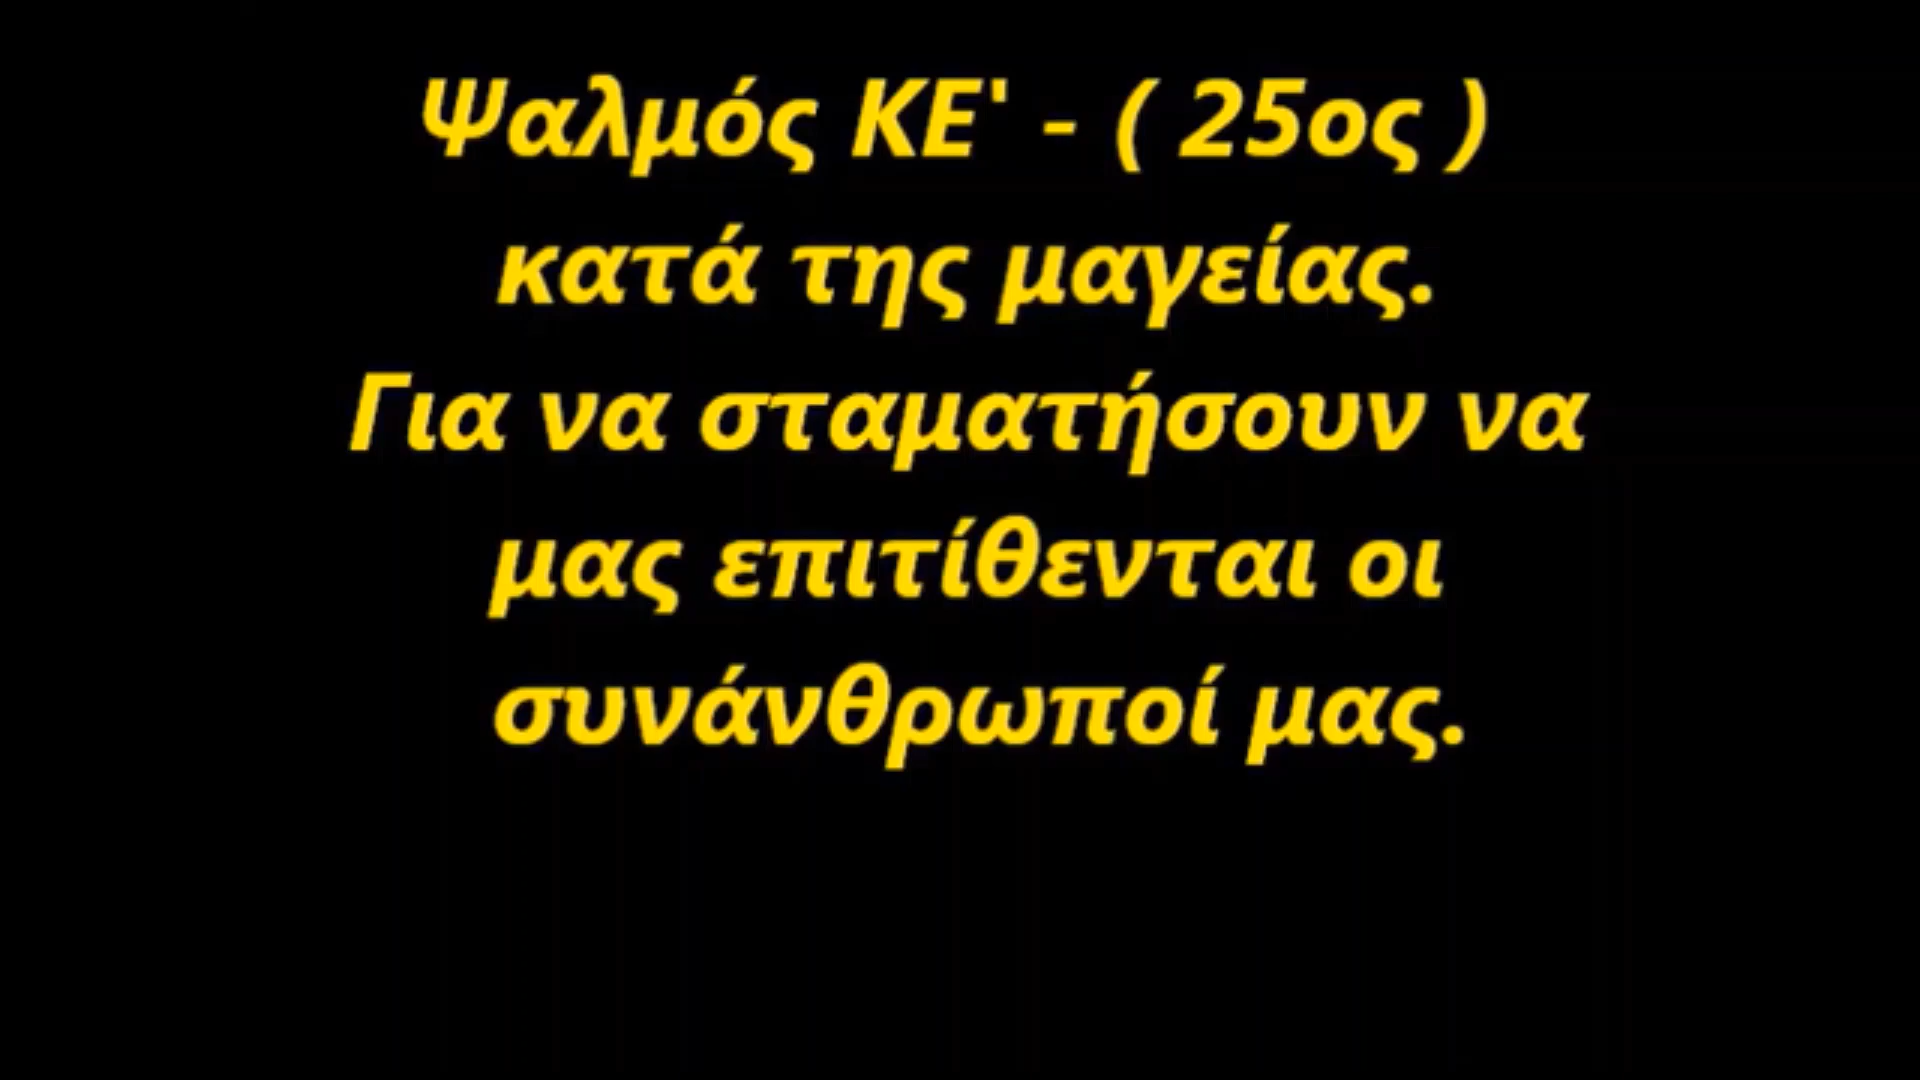 Ψαλμός ΚΕ' - ( 25ος )
κατά της μαγείας.
Για να σταματήσουν να
μας επιτίθενται οι
συνάνθρωποί μας.